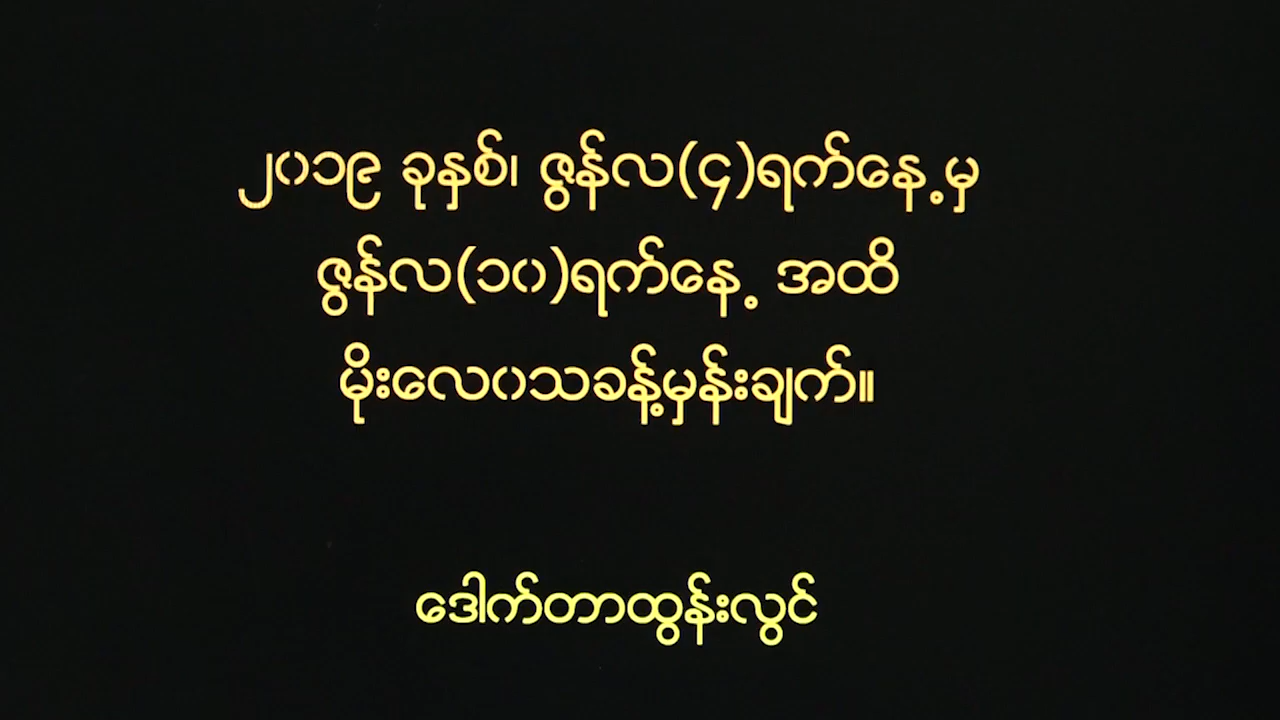 ၂၀၁၉ ခုနှစ်၊ ဇွန်လ(၄)ရက်နေ့မှ
ဇွန်လ(၁၀)ရက်နေ့ အထိ
မိုးလေဝသခန့်မှန်းချက်။
ဒေါက်တာထွန်းလွင်